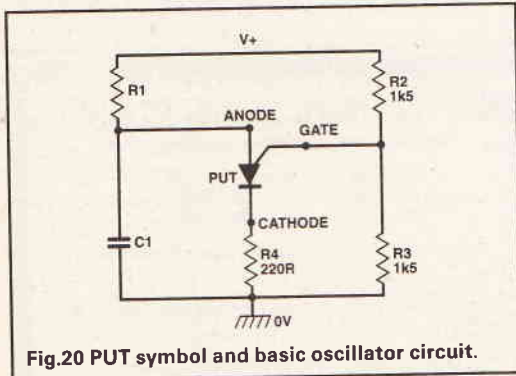 V+
R1
R2
1k5
ANODE
GATE
PUT
C1
CATHODE
R4
220R
R3
1k5
0V
Fig.20 PUT symbol and basic oscillator circuit.